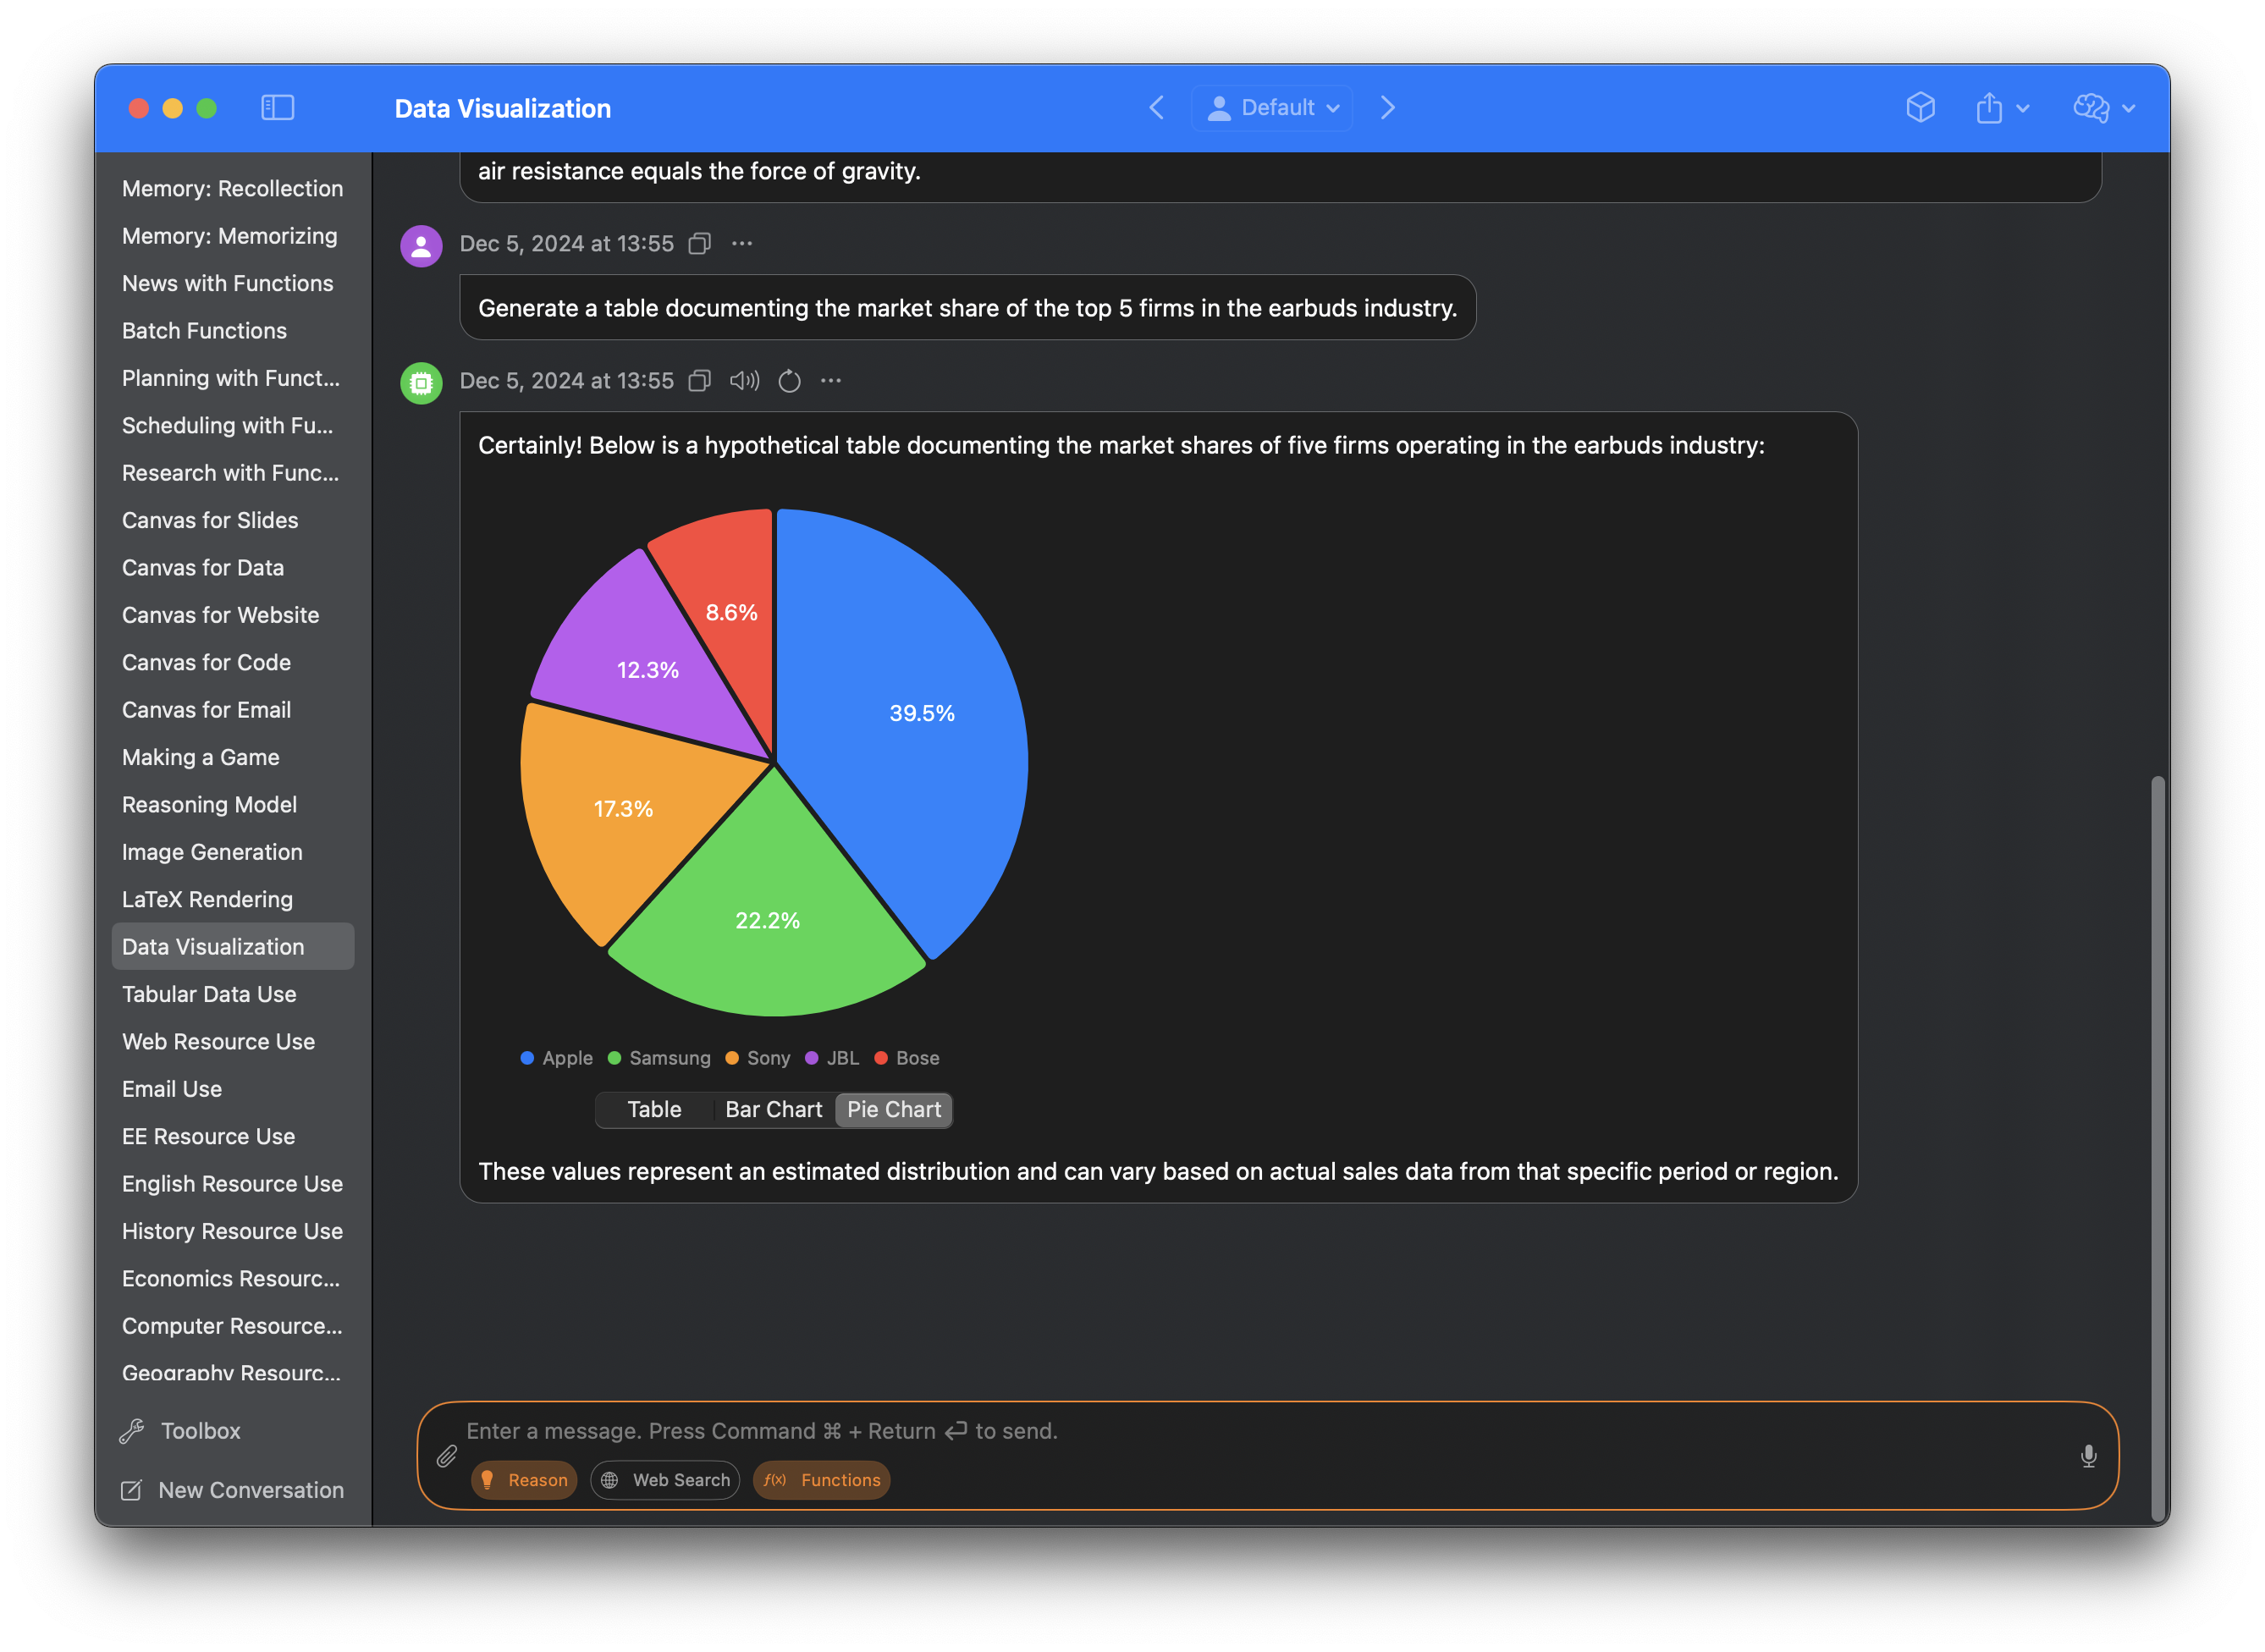 Data Visualization
Default
Memory: Recollection
Memory: Memorizing
News with Functions
Batch Functions
Planning with Funct...
Scheduling with Fu...
Research with Func...
Canvas for Slides
Canvas for Data
Canvas for Website
Canvas for Code
Canvas for Email
Making a Game
Reasoning Model
Image Generation
LaTeX Rendering
Data Visualization
Tabular Data Use
Web Resource Use
Email Use
EE Resource Use
English Resource Use
History Resource Use
Economics Resourc...
Computer Resource...
Geography Resourc...
Toolbox
New Conversation
air resistance equals the force of gravity.
Dec 5, 2024 at 13:55
Generate a table documenting the market share of the top 5 firms in the earbuds industry.
Dec 5, 2024 at 13:55
Certainly! Below is a hypothetical table documenting the market shares of five firms operating in the earbuds industry:
8.6%
12.3%
39.5%
17.3%
22.2%
Apple Samsung Sony JBL Bose
Table Bar Chart Pie Chart
These values represent an estimated distribution and can vary based on actual sales data from that specific period or region.
Enter a message. Press Command ⌘ + Return ↩ to send.
Reason Web Search f(x) Functions